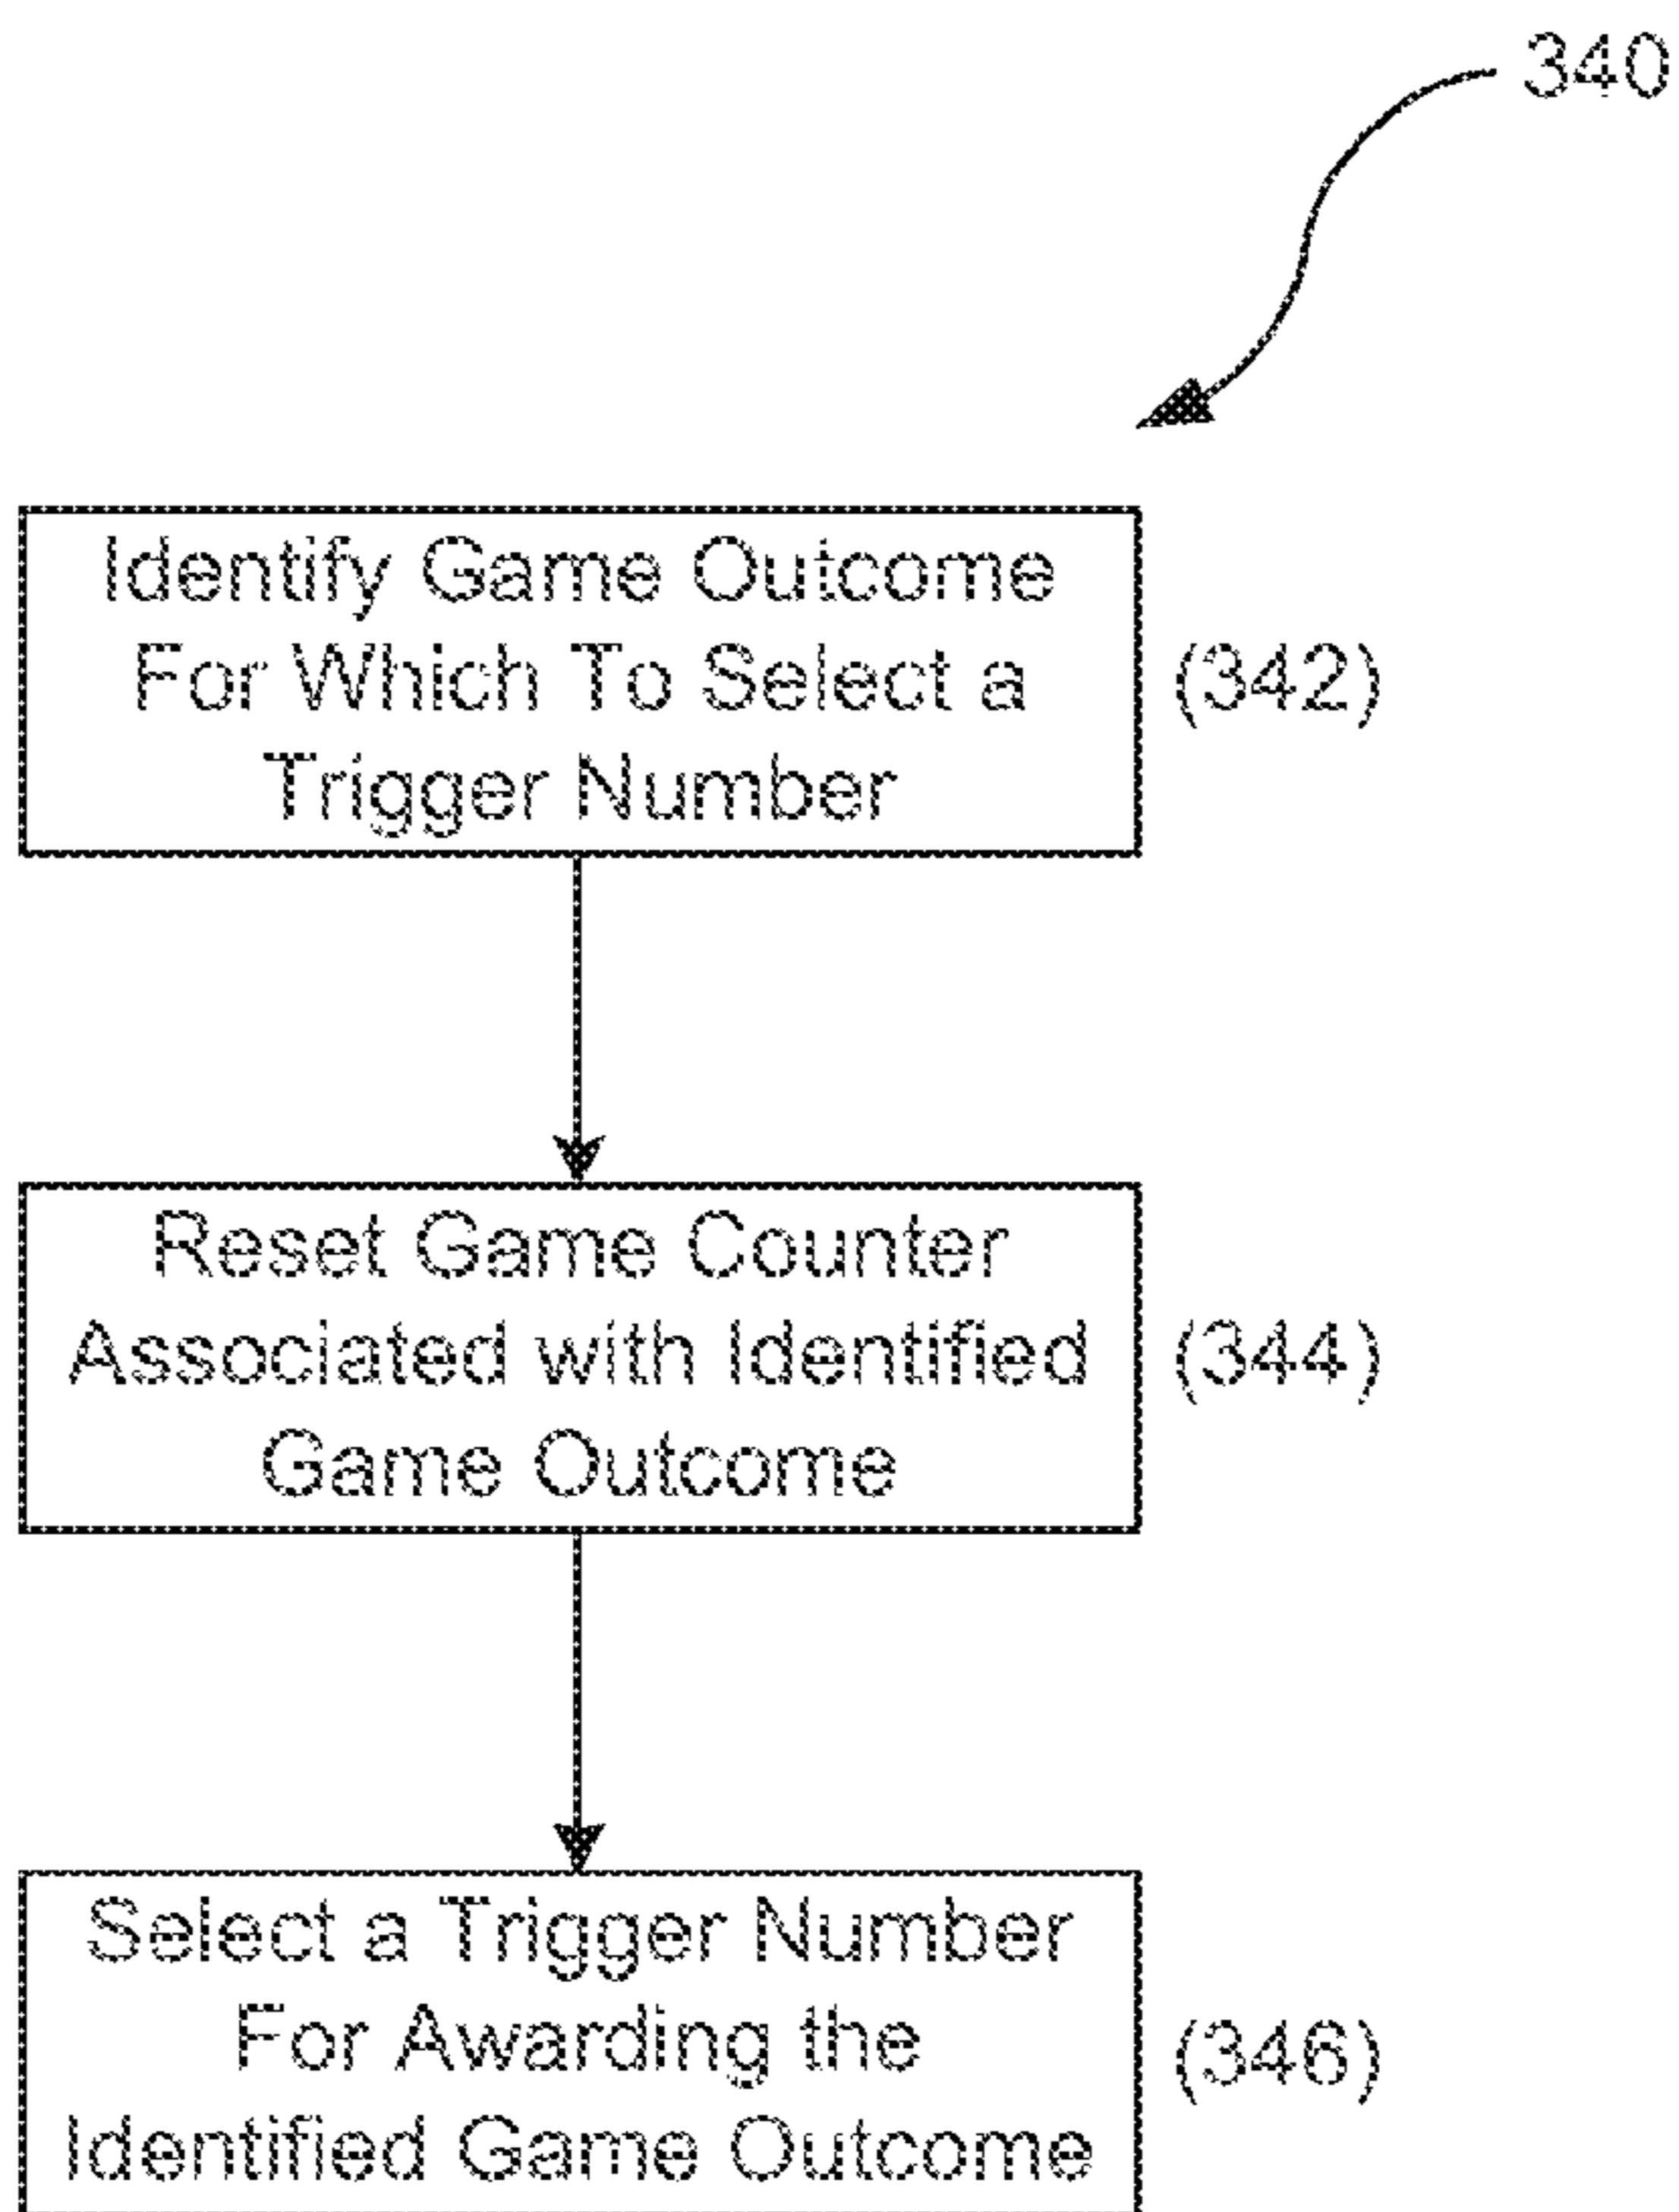 340
Identify Game Outcome
For Which To Select a
Trigger Number
(342)
Reset Game Counter
Associated with Identified
Game Outcome
(344)
Select a Trigger Number
For Awarding the
Identified Game Outcome
(346)